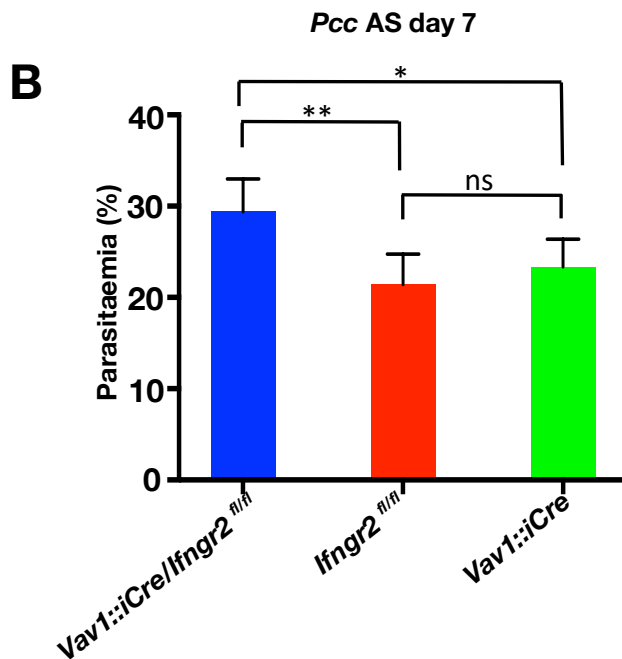 Pcc AS day 7
B
*
**
ns
40
30
20
10
0
Parasitaemia (%)
Vav1::iCre/Ifngr2 fl/fl
Ifngr2 fl/fl
Vav1::iCre